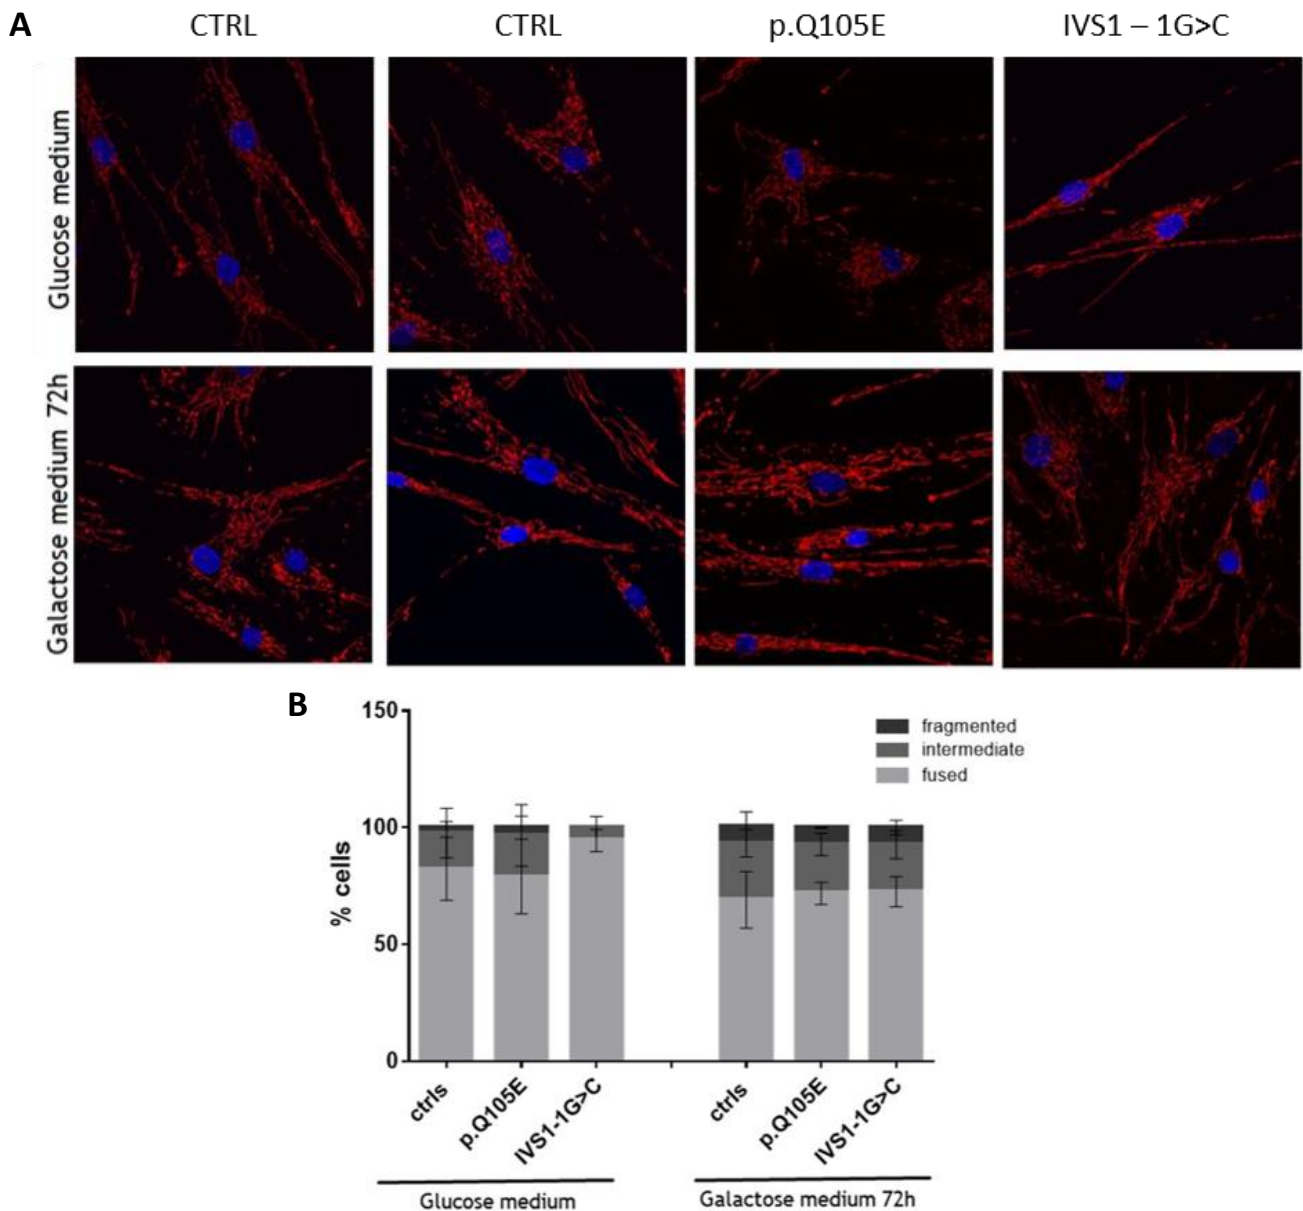 A
CTRL
CTRL
p.Q105E
IVS1 – 1G>C
Glucose medium
Galactose medium 72h
B
150
100
50
0
% cells
fragmented
intermediate
fused
ctrls
p.Q105E
IVS1-1G>C
ctrls
p.Q105E
IVS1-1G>C
Glucose medium
Galactose medium 72h